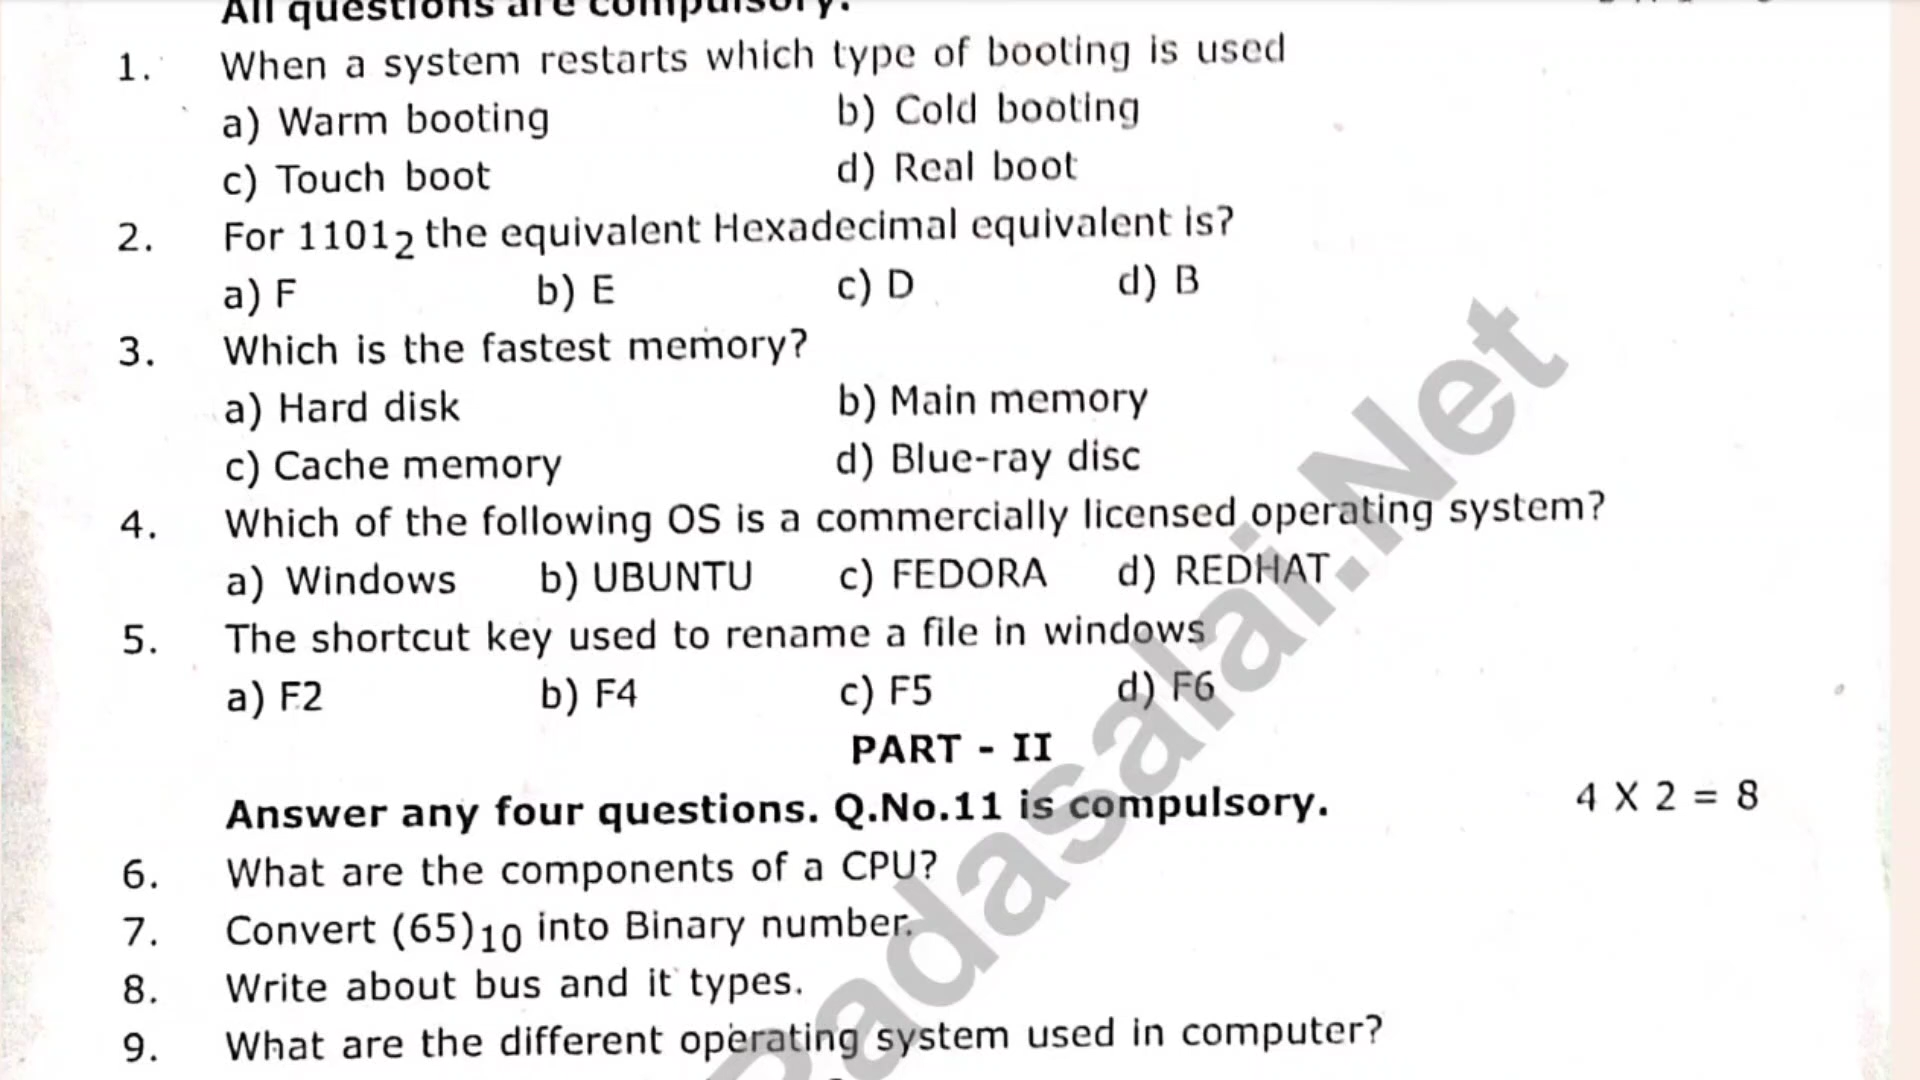 All questions are compulsory.
1. When a system restarts which type of booting is used
a) Warm booting b) Cold booting
c) Touch boot d) Real boot
2. For 1101₂ the equivalent Hexadecimal equivalent is?
a) F b) E c) D d) B
3. Which is the fastest memory?
a) Hard disk b) Main memory
c) Cache memory d) Blue-ray disc
4. Which of the following OS is a commercially licensed operating system?
a) Windows b) UBUNTU c) FEDORA d) REDHAT
5. The shortcut key used to rename a file in windows
a) F2 b) F4 c) F5 d) F6
PART - II
Answer any four questions. Q.No.11 is compulsory. 4 X 2 = 8
6. What are the components of a CPU?
7. Convert (65)₁₀ into Binary number.
8. Write about bus and it types.
9. What are the different operating system used in computer?
Padasalai.Net